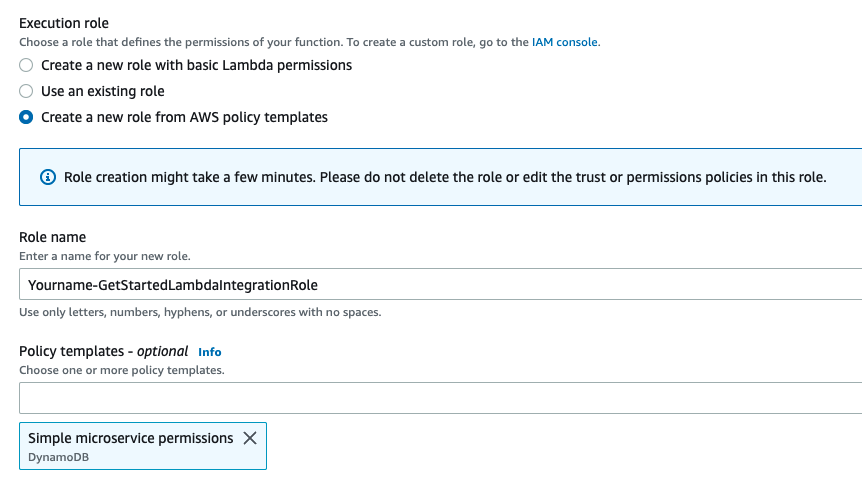 Execution role
Choose a role that defines the permissions of your function. To create a custom role, go to the IAM console.
Create a new role with basic Lambda permissions
Use an existing role
Create a new role from AWS policy templates
Role creation might take a few minutes. Please do not delete the role or edit the trust or permissions policies in this role.
Role name
Enter a name for your new role.
Yourname-GetStartedLambdaIntegrationRole
Use only letters, numbers, hyphens, or underscores with no spaces.
Policy templates - optional Info
Choose one or more policy templates.
Simple microservice permissions
DynamoDB